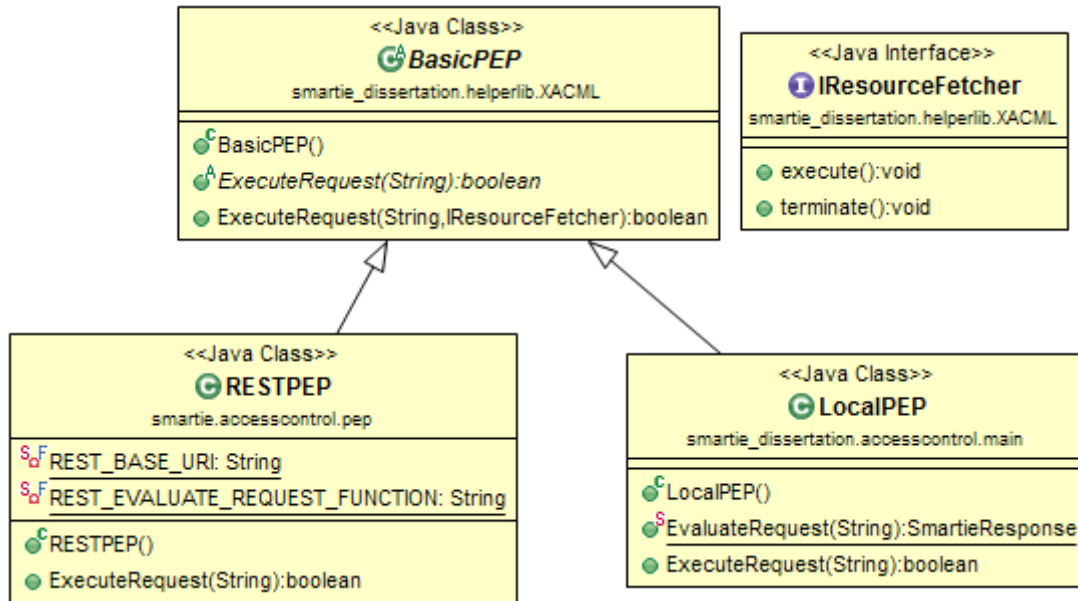 <<Java Class>>
BasicPEP
smartie_dissertation.helperlib.XACML
BasicPEP()
ExecuteRequest(String):boolean
ExecuteRequest(String,IResourceFetcher):boolean
<<Java Interface>>
IResourceFetcher
smartie_dissertation.helperlib.XACML
execute():void
terminate():void
<<Java Class>>
RESTPEP
smartie.accesscontrol.pep
REST_BASE_URI: String
REST_EVALUATE_REQUEST_FUNCTION: String
RESTPEP()
ExecuteRequest(String):boolean
<<Java Class>>
LocalPEP
smartie_dissertation.accesscontrol.main
LocalPEP()
EvaluateRequest(String):SmartieResponse
ExecuteRequest(String):boolean